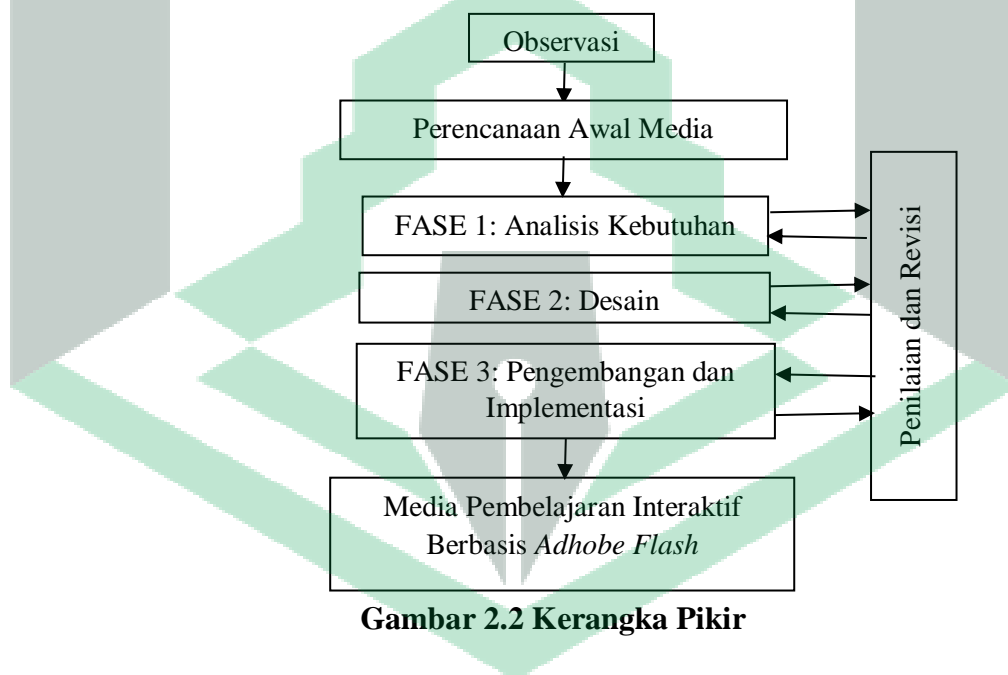 Observasi
Perencanaan Awal Media
FASE 1: Analisis Kebutuhan
FASE 2: Desain
FASE 3: Pengembangan dan
Implementasi
Penilaian dan Revisi
Media Pembelajaran Interaktif
Berbasis Adhobe Flash
Gambar 2.2 Kerangka Pikir